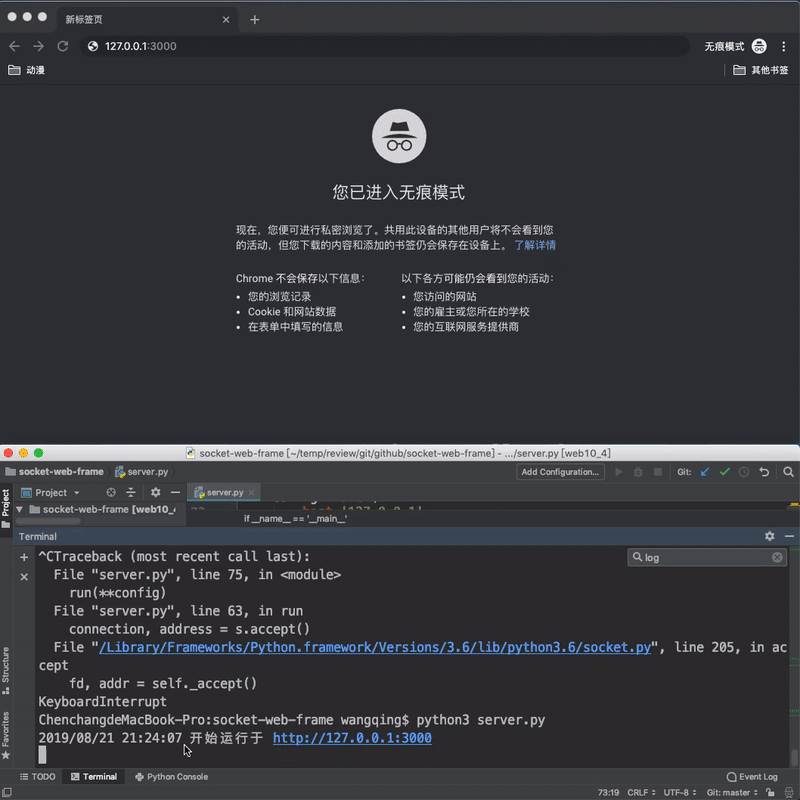 新标签页
127.0.0.1:3000
无痕模式
动漫
其他书签
您已进入无痕模式
现在，您便可进行私密浏览了。共用此设备的其他用户将不会看到您
的活动，但您下载的内容和添加的书签仍会保存在设备上。 了解详情
Chrome 不会保存以下信息：
您的浏览记录
Cookie 和网站数据
在表单中填写的信息
以下各方可能仍会看到您的活动：
您访问的网站
您的雇主或您所在的学校
您的互联网服务提供商
socket-web-frame [~/temp/review/git/github/socket-web-frame] - .../server.py [web10_4]
socket-web-frame
server.py
Add Configuration...
Git:
Project
Project
server.py
socket-web-frame [web10_4
if __name__ == '__main__'
Terminal
log
^CTraceback (most recent call last):
File "server.py", line 75, in <module>
run(**config)
File "server.py", line 63, in run
connection, address = s.accept()
File "/Library/Frameworks/Python.framework/Versions/3.6/lib/python3.6/socket.py", line 205, in ac
cept
fd, addr = self._accept()
KeyboardInterrupt
ChenchangdeMacBook-Pro:socket-web-frame wangqing$ python3 server.py
2019/08/21 21:24:07 开始运行于 http://127.0.0.1:3000
Structure
Favorites
TODO
Terminal
Python Console
Event Log
73:19
CRLF
UTF-8
Git: master